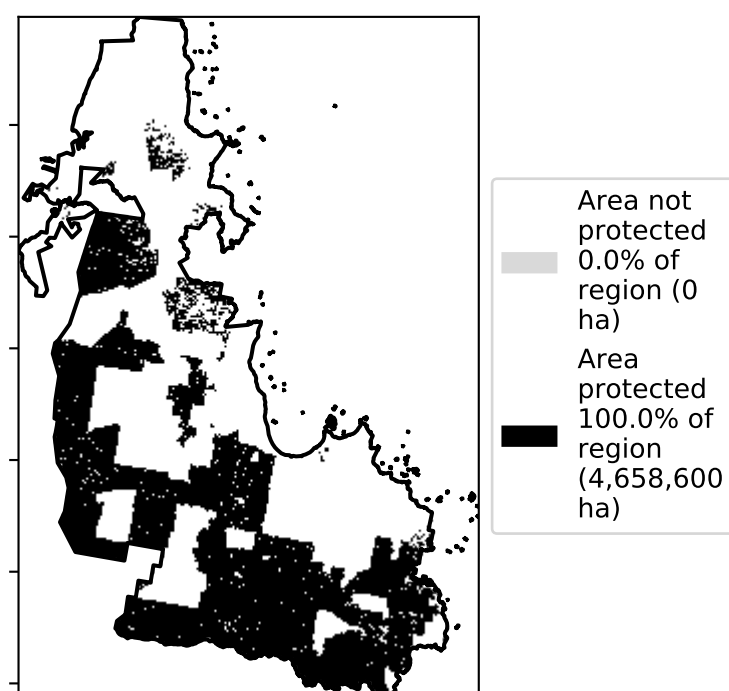 Area not
protected
0.0% of
region (0
ha)
Area
protected
100.0% of
region
(4,658,600
ha)